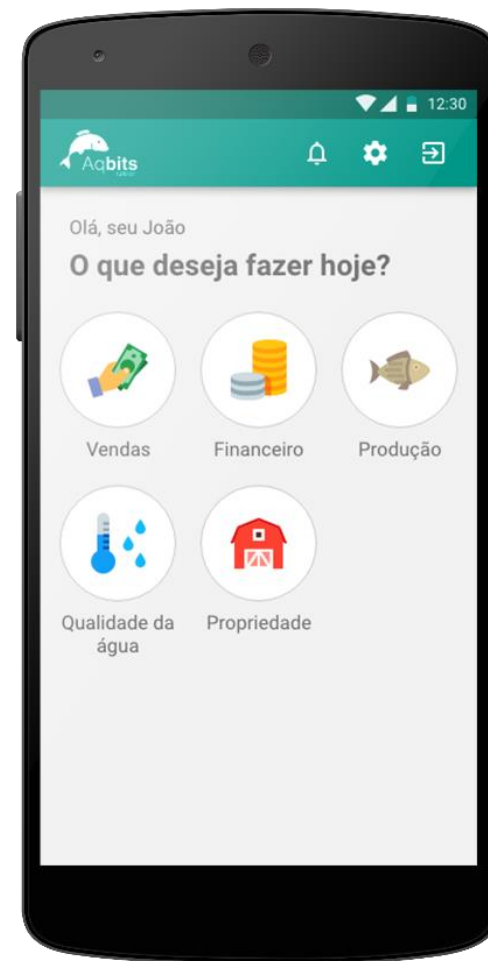 12:30
Aqbits
Olá, seu João
O que deseja fazer hoje?
Vendas
Financeiro
Produção
Qualidade da
água
Propriedade